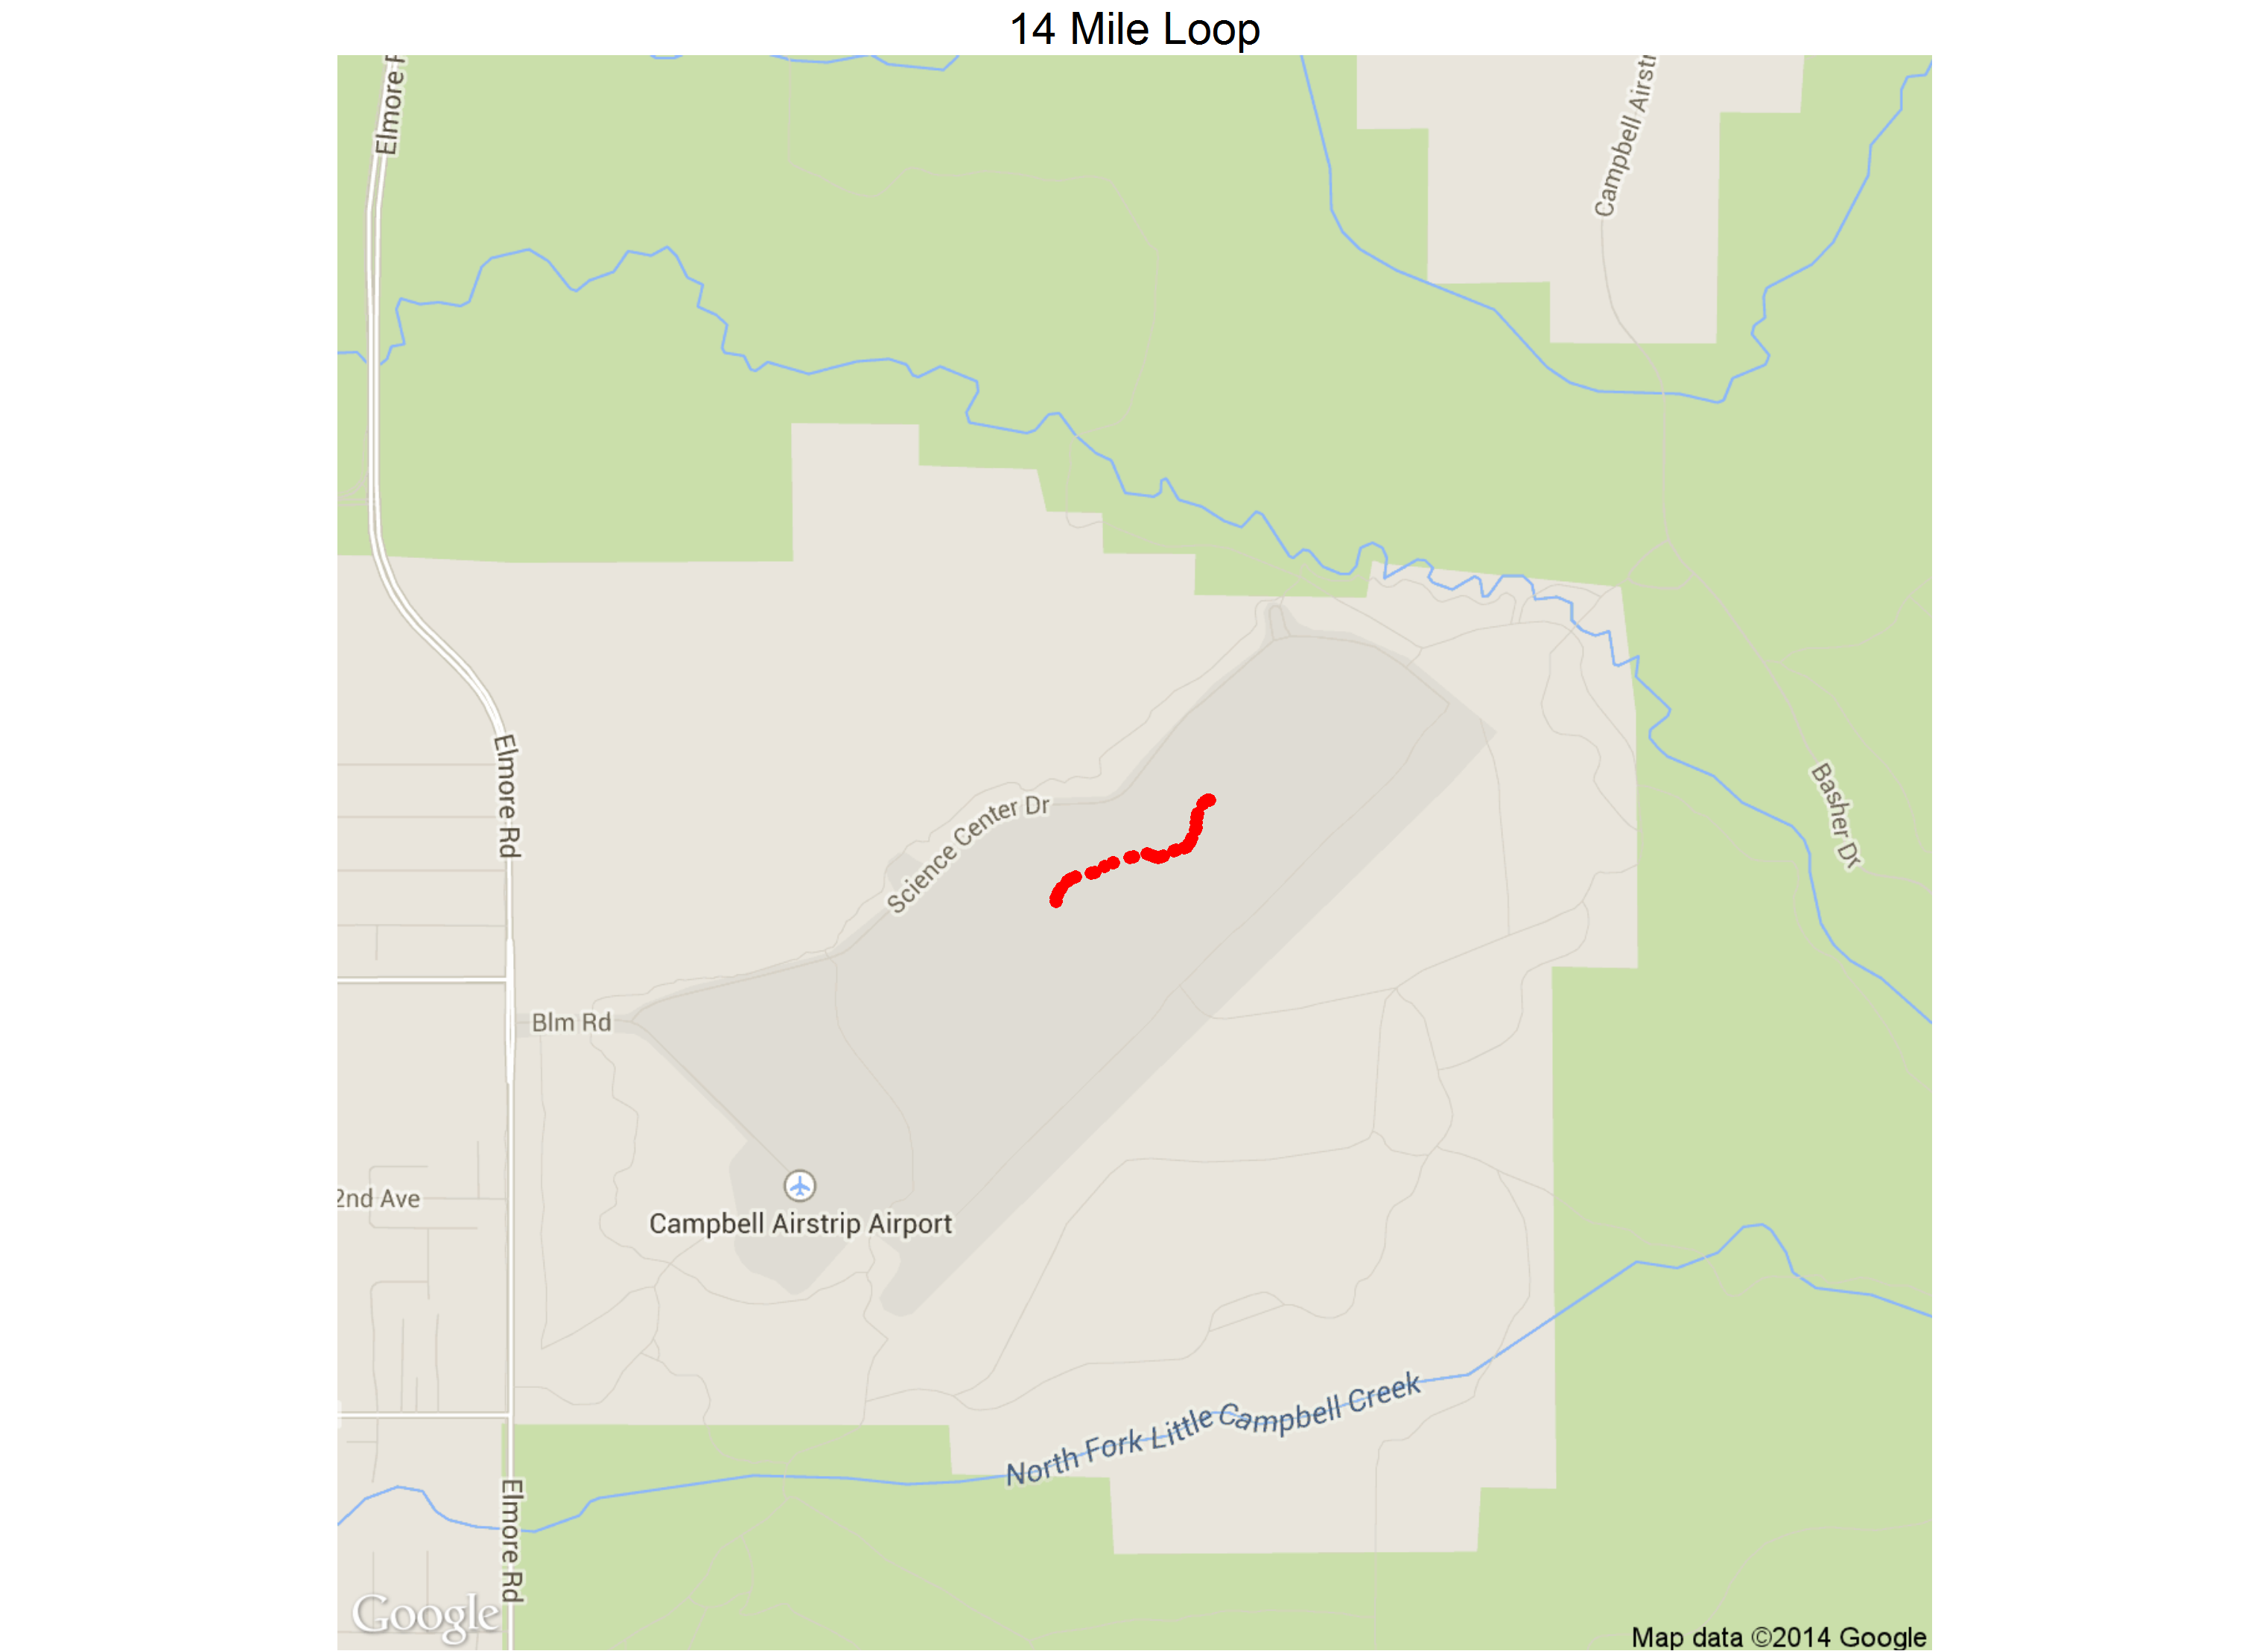 14 Mile Loop
Elmore R
Campbell Airstri
Elmore Rd
Science Center Dr
Basher Dr
Blm Rd
2nd Ave
Campbell Airstrip Airport
North Fork Little Campbell Creek
Elmore Rd
Google
Map data ©2014 Google